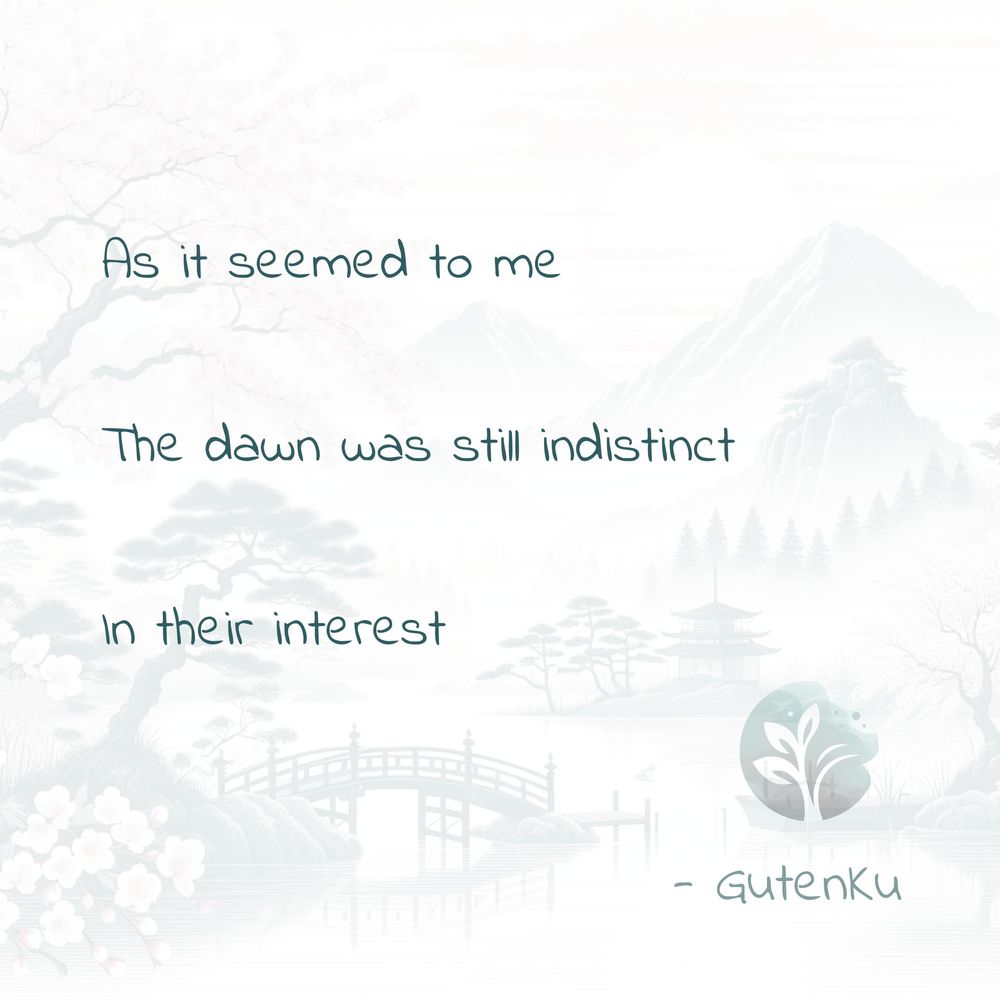 As it seemed to me
The dawn was still indistinct
In their interest
- GutenKu